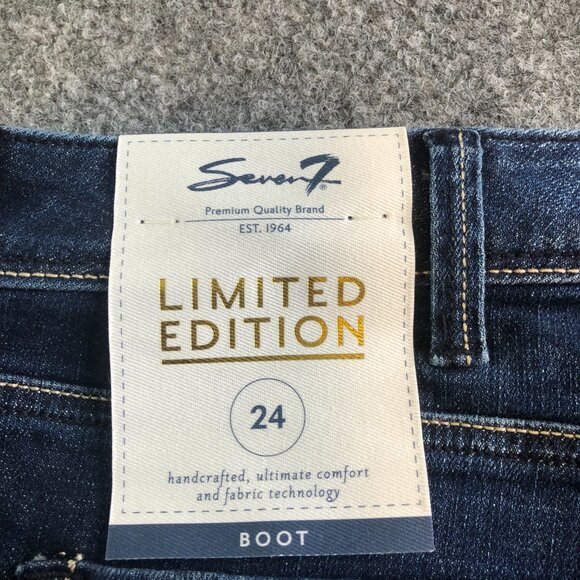 Seven7®
Premium Quality Brand
EST. 1964
LIMITED
EDITION
24
handcrafted, ultimate comfort
and fabric technology
BOOT